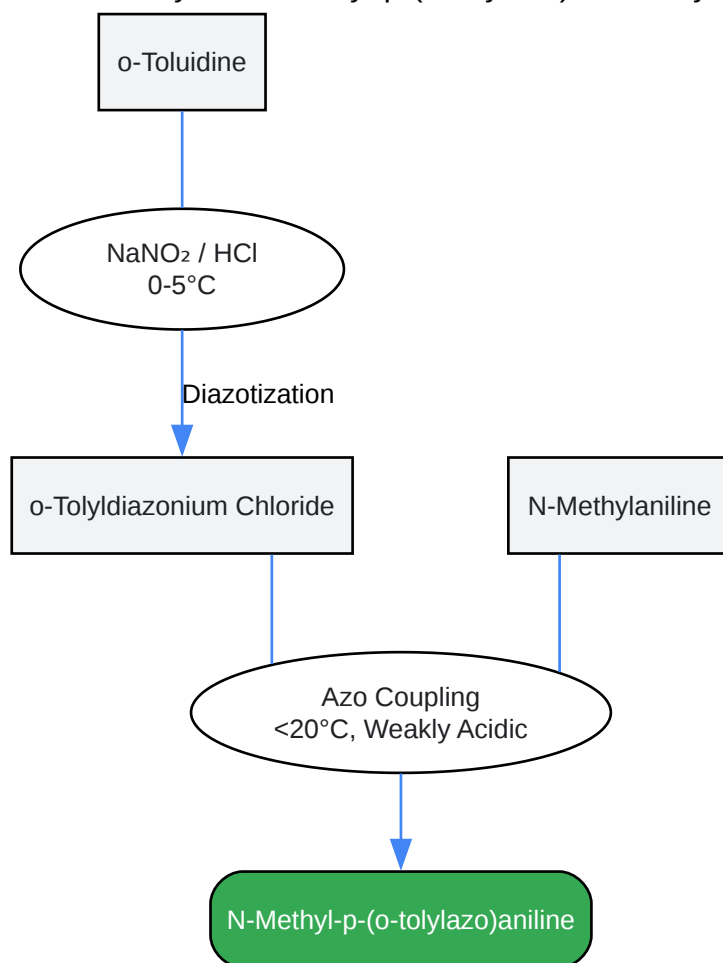 o-Toluidine
NaNO₂ / HCl
0-5°C
Diazotization
o-Tolyldiazonium Chloride
N-Methylaniline
Azo Coupling
<20°C, Weakly Acidic
N-Methyl-p-(o-tolylazo)aniline